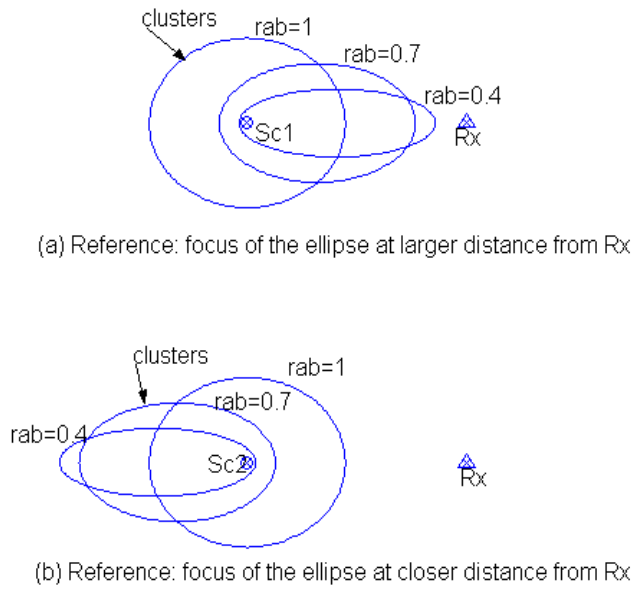 clusters
rab=1
rab=0.7
rab=0.4
Sc1
Rx
(a) Reference: focus of the ellipse at larger distance from Rx
clusters
rab=1
rab=0.7
rab=0.4
Sc2
Rx
(b) Reference: focus of the ellipse at closer distance from Rx